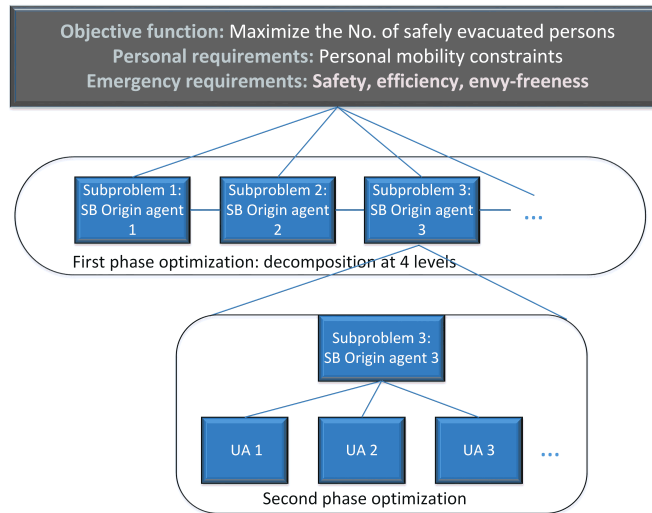 Objective function: Maximize the No. of safely evacuated persons
Personal requirements: Personal mobility constraints
Emergency requirements: Safety, efficiency, envy-freeness
Subproblem 1:
SB Origin agent
1
Subproblem 2:
SB Origin agent
2
Subproblem 3:
SB Origin agent
3
...
First phase optimization: decomposition at 4 levels
Subproblem 3:
SB Origin agent 3
UA 1
UA 2
UA 3
...
Second phase optimization